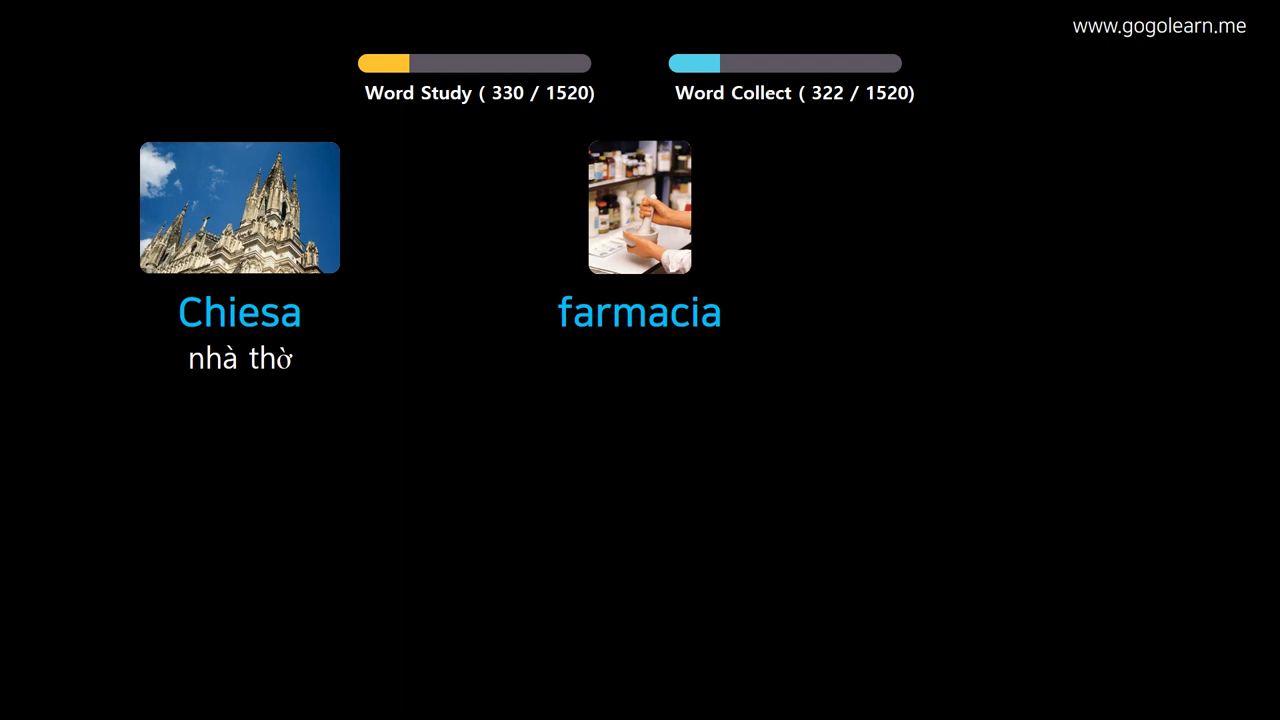 www.gogolearn.me
Word Study ( 330 / 1520)
Word Collect ( 322 / 1520)
Chiesa
farmacia
nhà thờ